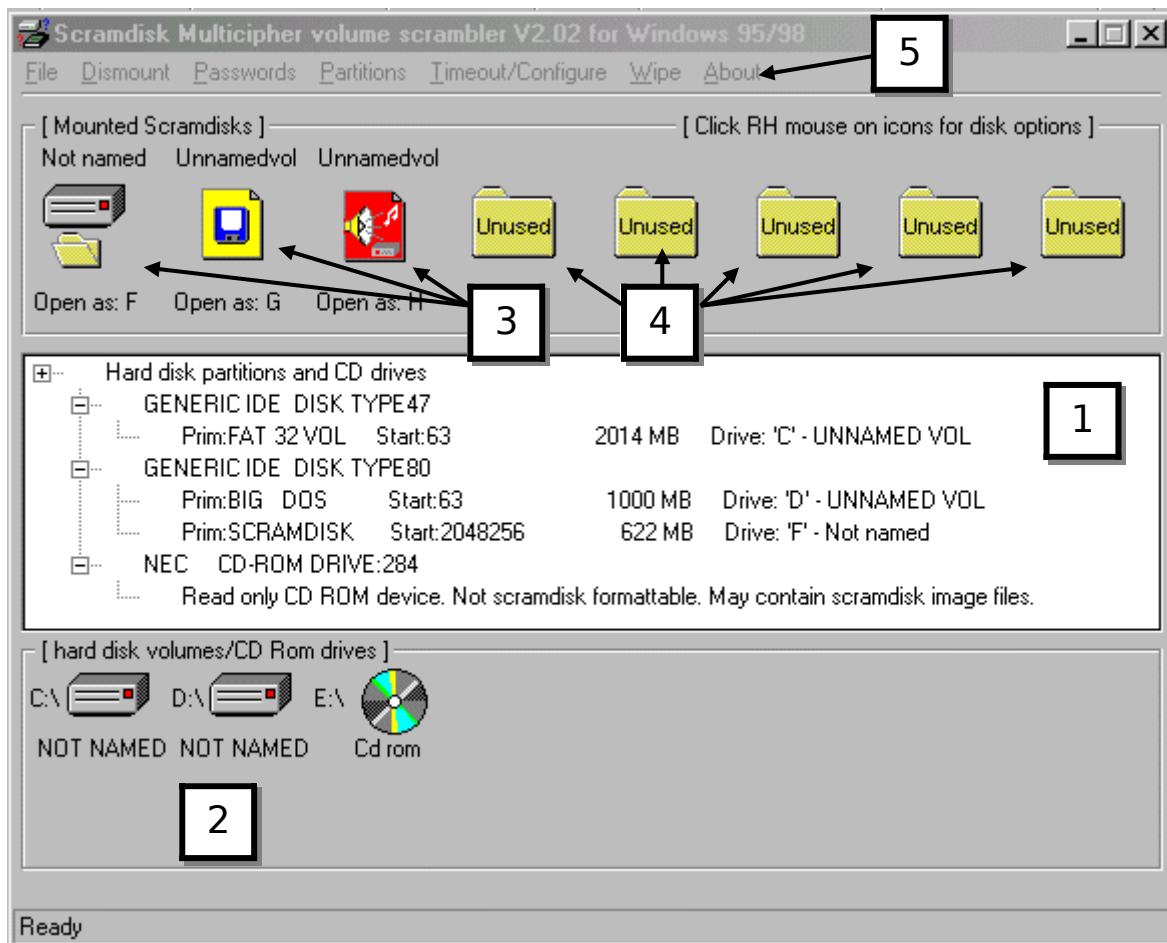 Scramdisk Multicipher volume scrambler V2.02 for Windows 95/98
File Dismount Passwords Partitions Timeout/Configure Wipe About
5
[ Mounted Scramdisks ] [ Click RH mouse on icons for disk options ]
Not named Unnamedvol Unnamedvol
Unused Unused Unused Unused Unused
Open as: F Open as: G Open as: H
3 4
Hard disk partitions and CD drives
GENERIC IDE DISK TYPE47
Prim:FAT 32 VOL Start:63 2014 MB Drive: 'C' - UNNAMED VOL
1
GENERIC IDE DISK TYPE80
Prim:BIG DOS Start:63 1000 MB Drive: 'D' - UNNAMED VOL
Prim:SCRAMDISK Start:2048256 622 MB Drive: 'F' - Not named
NEC CD-ROM DRIVE:284
Read only CD ROM device. Not scramdisk formattable. May contain scramdisk image files.
[ hard disk volumes/CD Rom drives ]
C:\ D:\ E:\
NOT NAMED NOT NAMED Cd rom
2
Ready